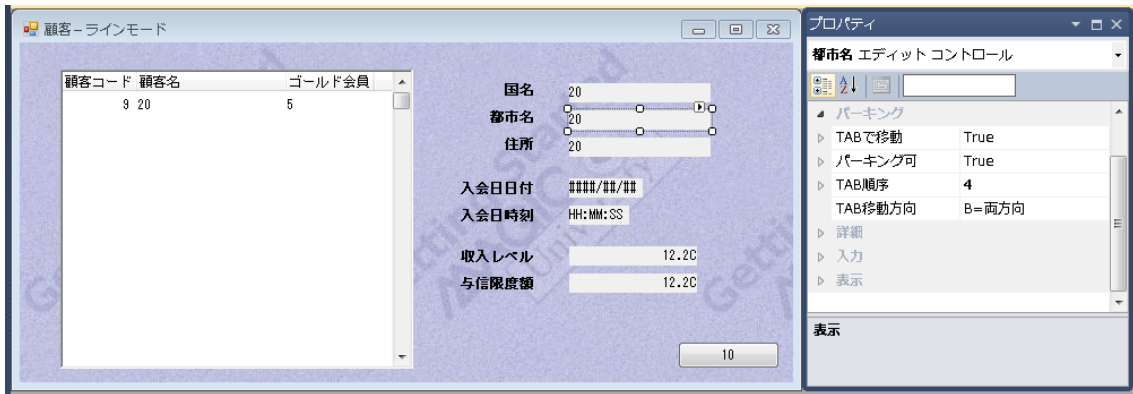 顧客－ラインモード
顧客コード 顧客名 ゴールド会員
9 20 5
国名 20
都市名 20
住所 20
入会日日付 ####/##/##
入会日時刻 HH:MM:SS
収入レベル 12.2C
与信限度額 12.2C
10
プロパティ
都市名 エディット コントロール
パーキング
TABで移動 True
パーキング可 True
TAB順序 4
TAB移動方向 B=両方向
詳細
入力
表示
表示